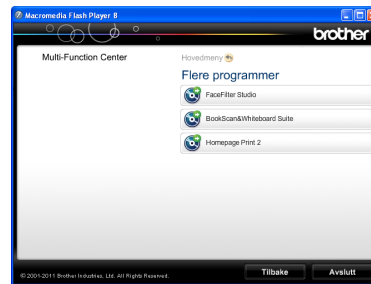 Macromedia Flash Player 8
brother
Multi-Function Center
Hovedmeny
Flere programmer
FaceFilter Studio
BookScan&Whiteboard Suite
Homepage Print 2
© 2001-2011 Brother Industries, Ltd. All Rights Reserved.
Tilbake
Avslutt